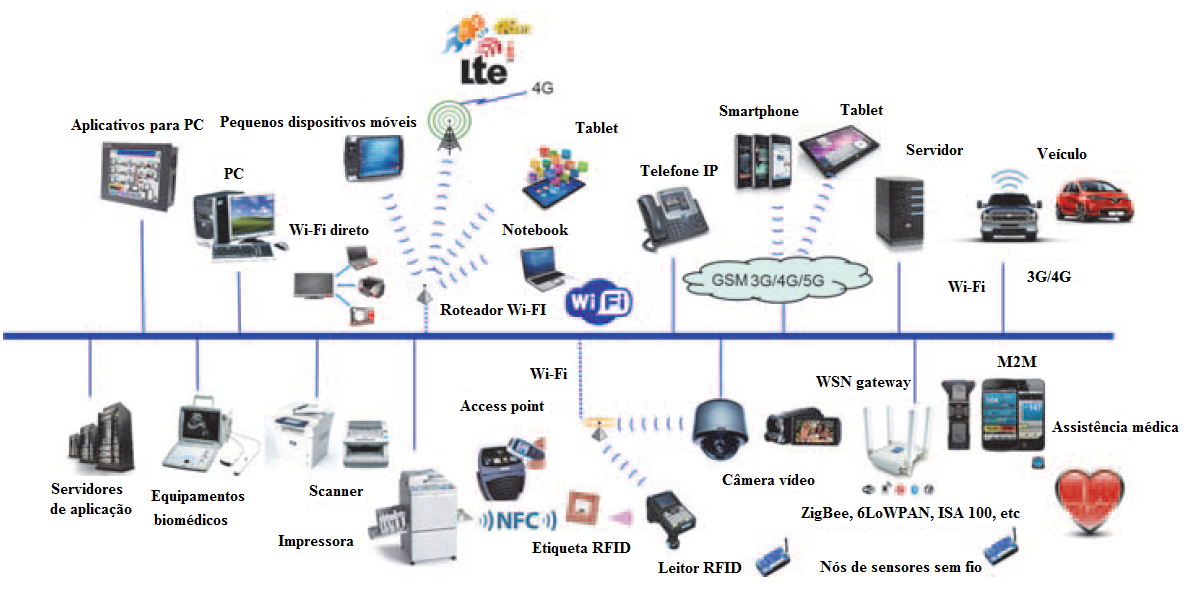 Lte
4G
Aplicativos para PC
Pequenos dispositivos móveis
Tablet
Smartphone
Tablet
PC
Telefone IP
Servidor
Veículo
Wi-Fi direto
Notebook
GSM 3G/4G/5G
Wi-Fi
3G/4G
Roteador Wi-FI
Wi Fi
Wi-Fi
Access point
WSN gateway
M2M
Assistência médica
Servidores
de aplicação
Equipamentos
biomédicos
Scanner
Câmera vídeo
ZigBee, 6LoWPAN, ISA 100, etc
Impressora
NFC
Etiqueta RFID
Leitor RFID
Nós de sensores sem fio